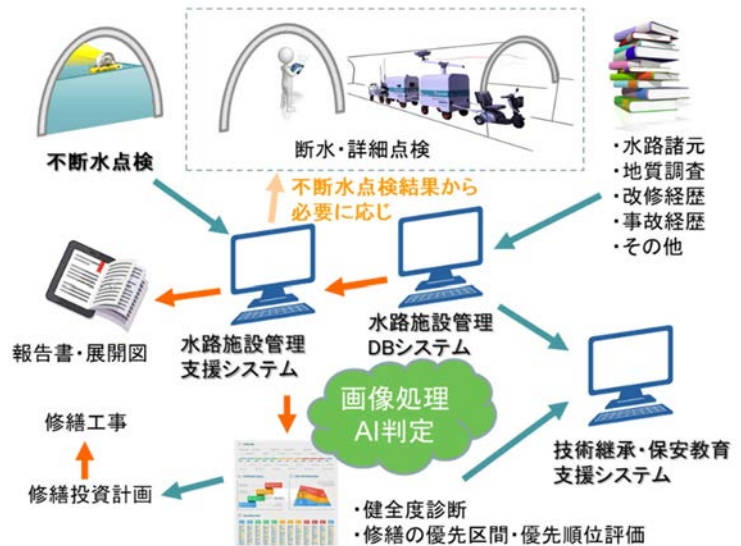 不断水点検
断水・詳細点検
・水路諸元
・地質調査
・改修経歴
・事故経歴
・その他
不断水点検結果から
必要に応じ
報告書・展開図
水路施設管理
支援システム
水路施設管理
DBシステム
画像処理
AI判定
技術継承・保安教育
支援システム
修繕工事
修繕投資計画
・健全度診断
・修繕の優先区間・優先順位評価